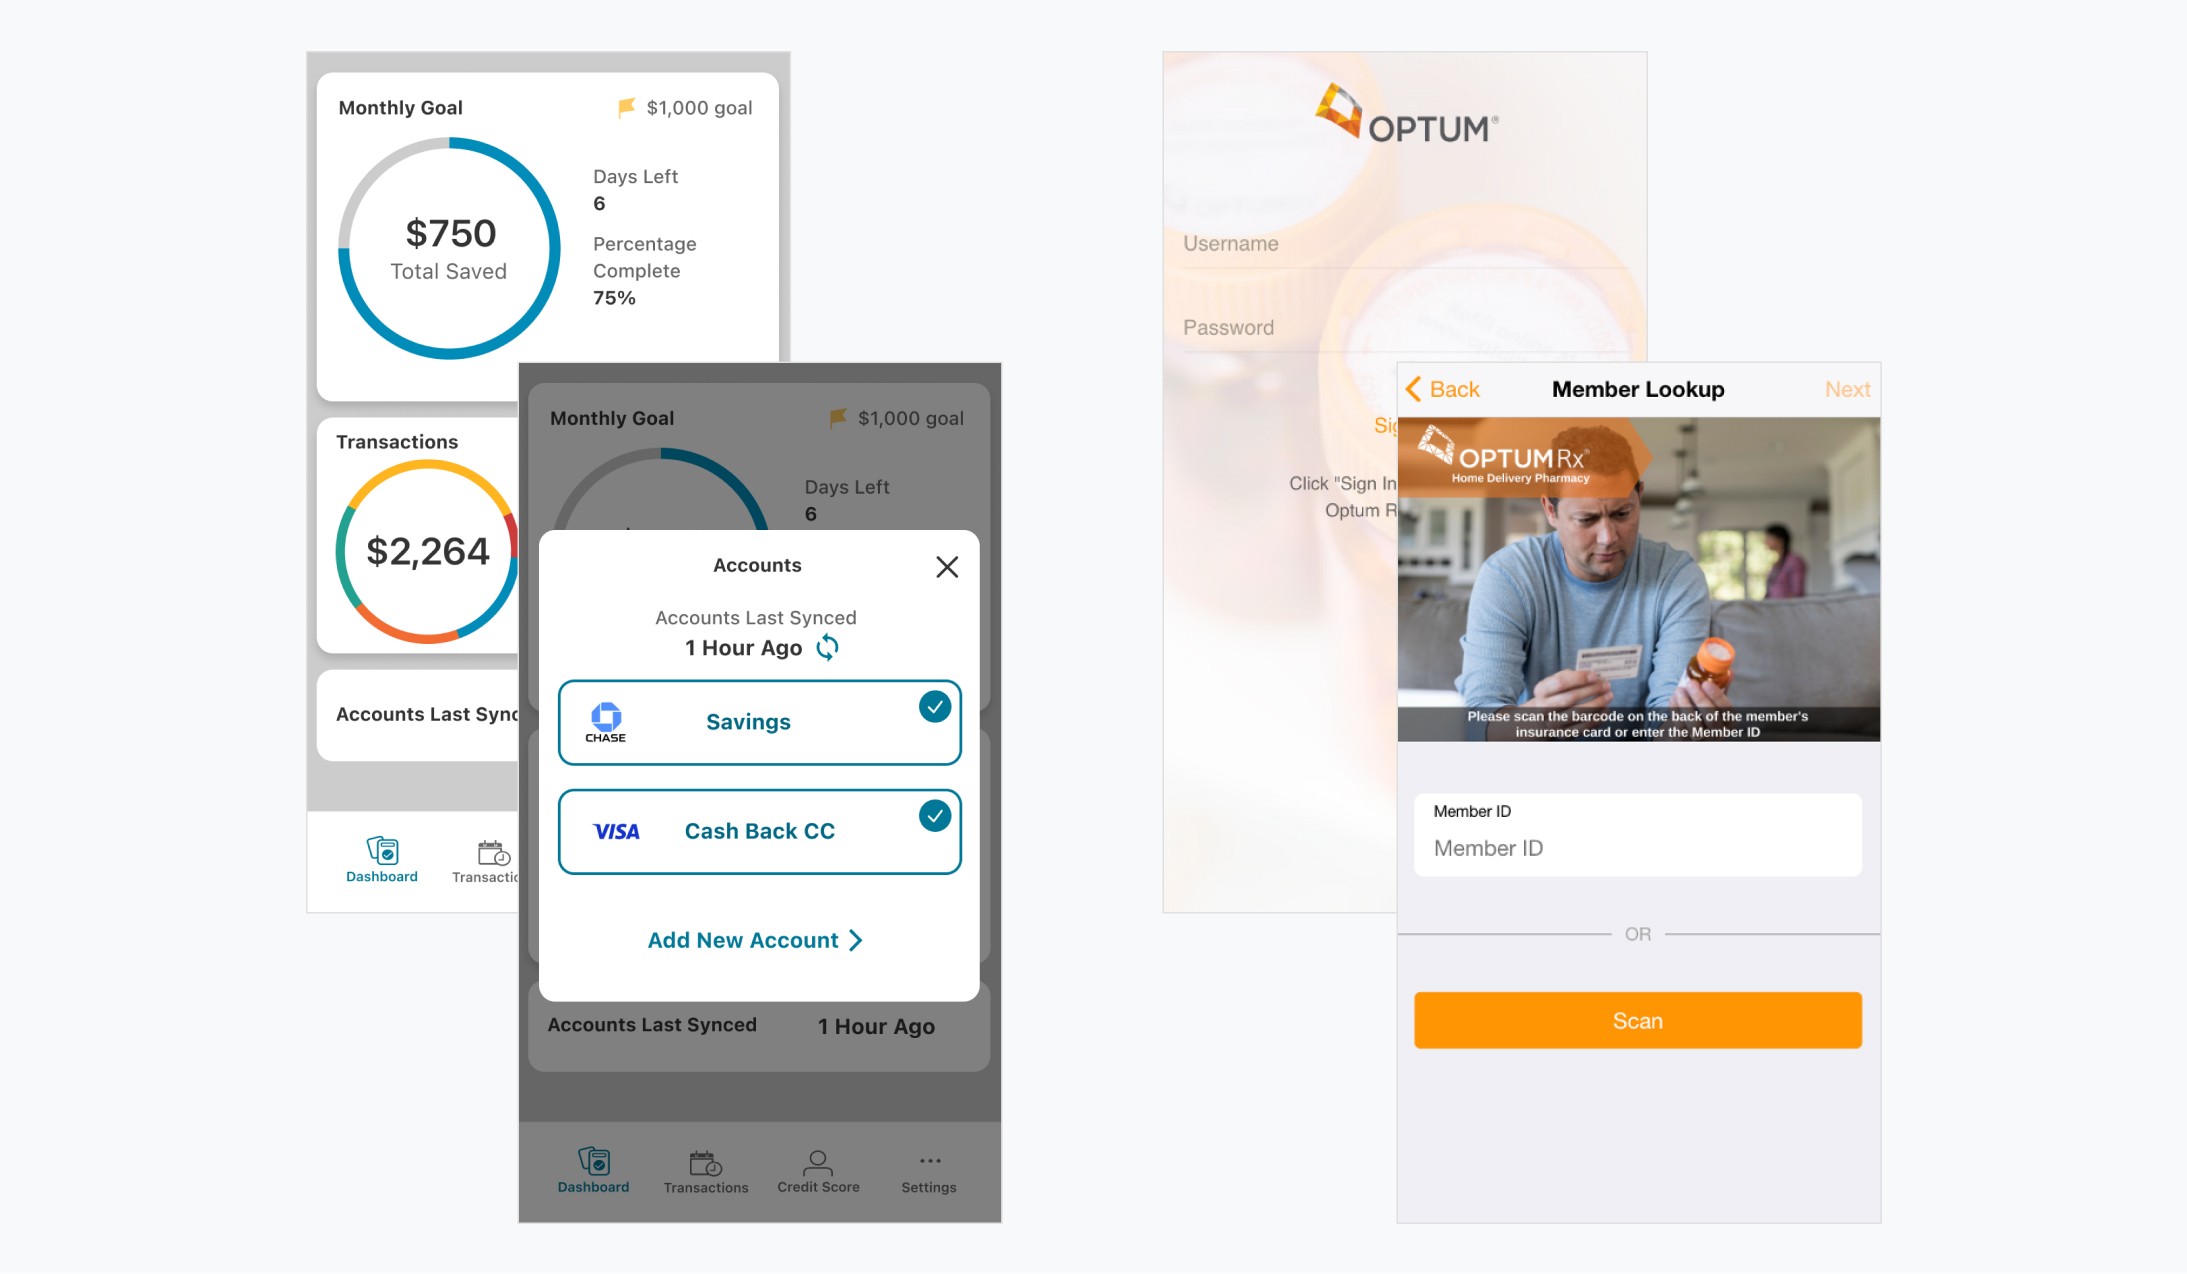 Monthly Goal
$1,000 goal
$750
Total Saved
Days Left
6
Percentage
Complete
75%
Transactions
$2,264
Accounts Last Sync
Dashboard
Transactio
Monthly Goal
$1,000 goal
Days Left
6
Accounts
Accounts Last Synced
1 Hour Ago
CHASE
Savings
VISA
Cash Back CC
Add New Account
Accounts Last Synced
1 Hour Ago
Dashboard
Transactions
Credit Score
Settings
OPTUM®
Username
Password
Sig
Click "Sign In
Optum R
Back
Member Lookup
Next
OPTUMRx®
Home Delivery Pharmacy
Please scan the barcode on the back of the member's
insurance card or enter the Member ID
Member ID
Member ID
OR
Scan